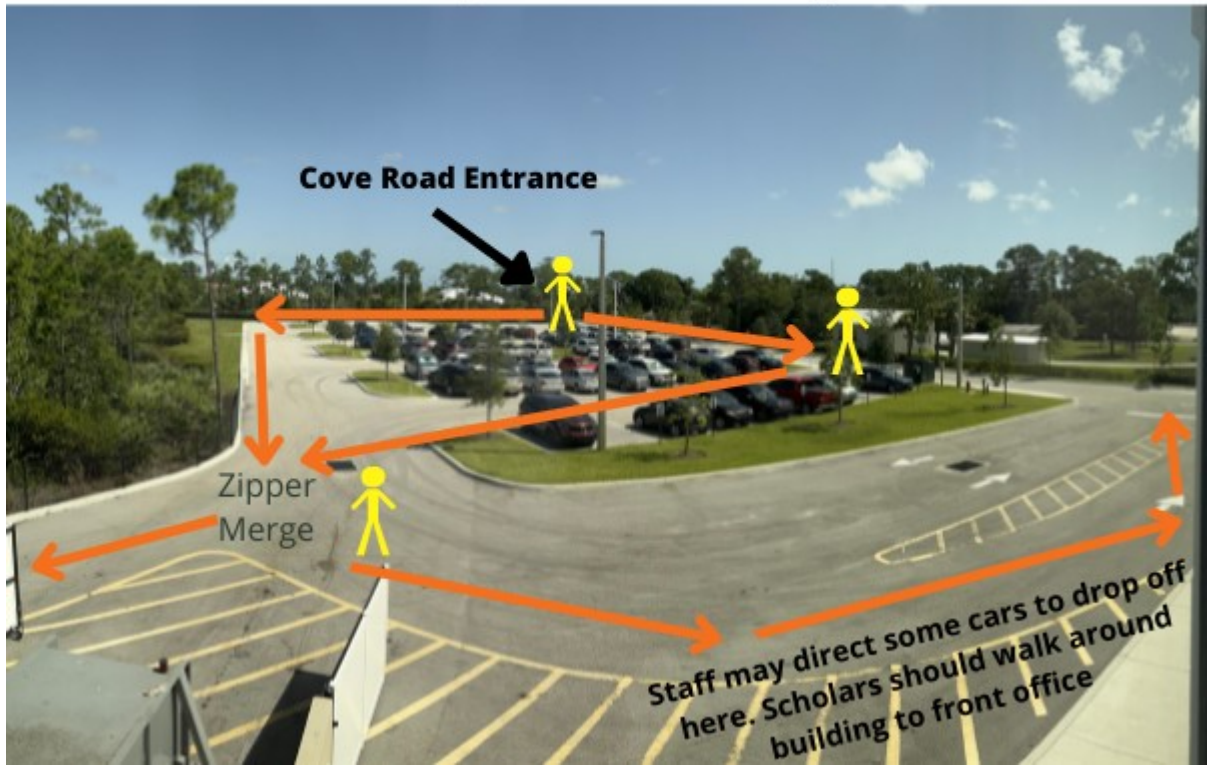 Cove Road Entrance
Zipper
Merge
Staff may direct some cars to drop off
here. Scholars should walk around
building to front office